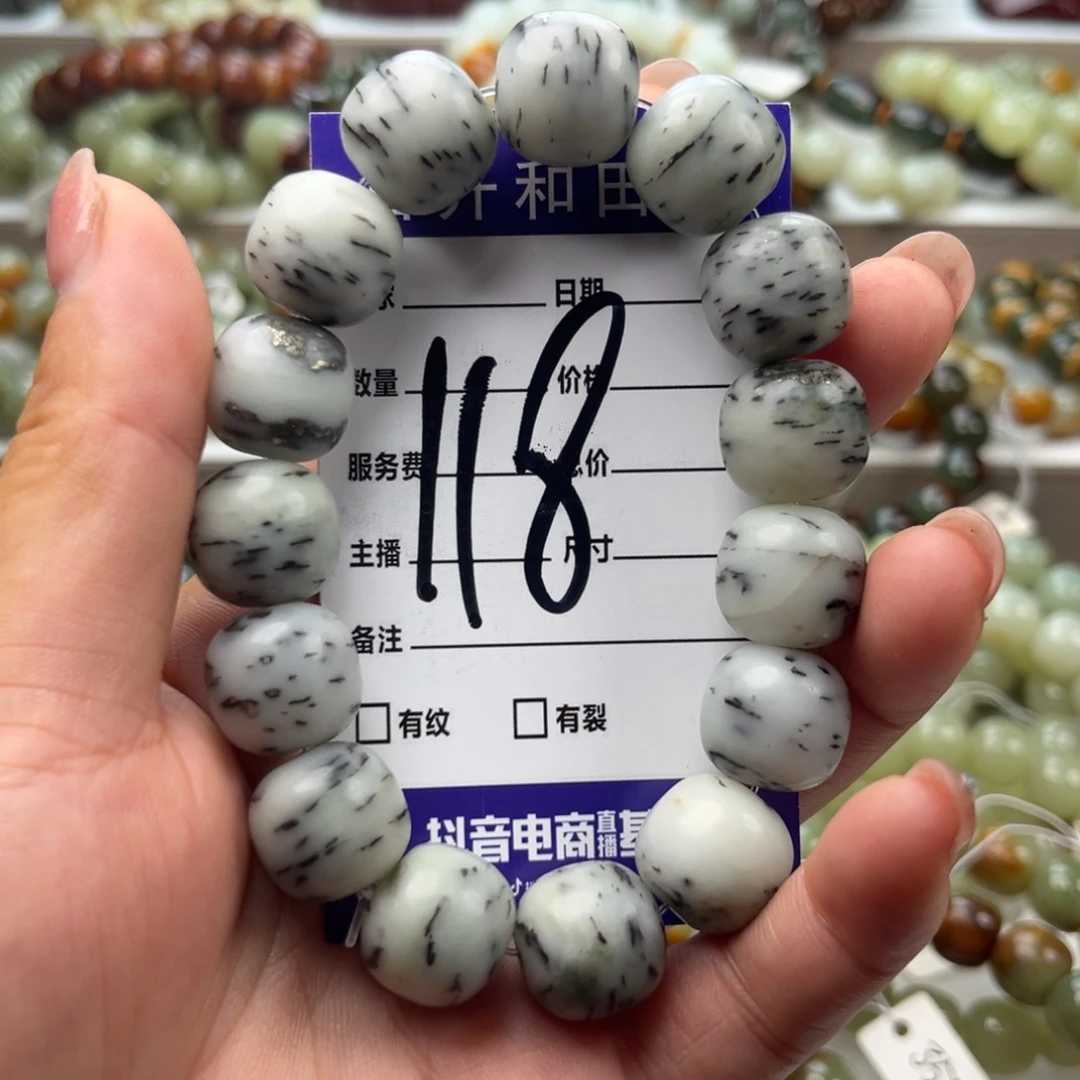 和田
日期
数量 价格
118
服务费 总价
主播 尺寸
备注
有纹 有裂
抖音电商直播基